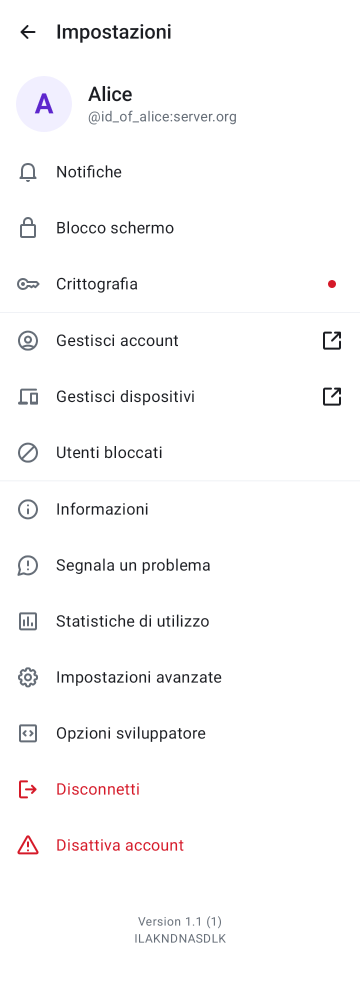 Impostazioni
A
Alice
@id_of_alice:server.org
Notifiche
Blocco schermo
Crittografia
Gestisci account
Gestisci dispositivi
Utenti bloccati
Informazioni
Segnala un problema
Statistiche di utilizzo
Impostazioni avanzate
Opzioni sviluppatore
Disconnetti
Disattiva account
Version 1.1 (1)
ILAKNDNASDLK